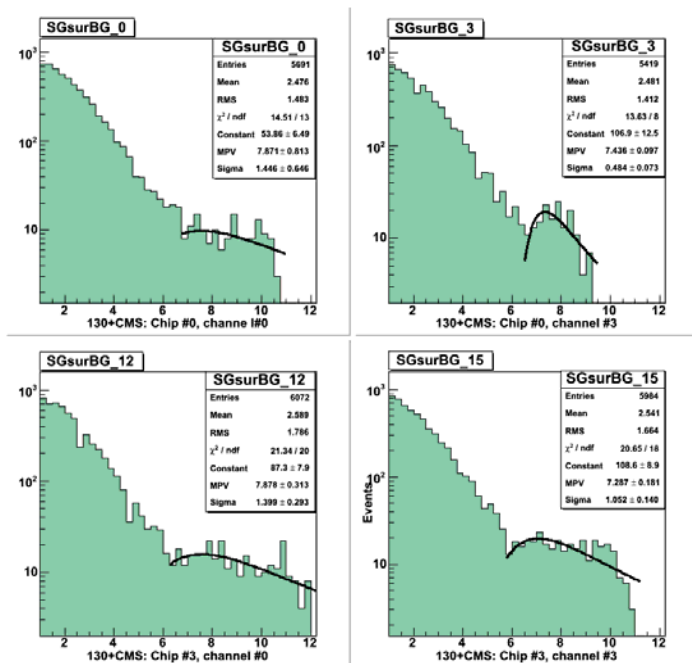 SGsurBG_0
SGsurBG_0
Entries 5691
Mean 2.476
RMS 1.483
χ² / ndf 14.51 / 13
Constant 53.86 ± 6.49
MPV 7.871 ± 0.813
Sigma 1.446 ± 0.646
10³
10²
10
2 4 6 8 10 12
130+CMS: Chip #0, channel I#0
SGsurBG_3
SGsurBG_3
Entries 5419
Mean 2.481
RMS 1.412
χ² / ndf 13.63 / 8
Constant 106.9 ± 12.5
MPV 7.436 ± 0.097
Sigma 0.484 ± 0.073
10³
10²
10
2 4 6 8 10 12
130+CMS: Chip #0, channel #3
SGsurBG_12
SGsurBG_12
Entries 6072
Mean 2.589
RMS 1.786
χ² / ndf 21.34 / 20
Constant 87.3 ± 7.9
MPV 7.878 ± 0.313
Sigma 1.399 ± 0.293
10³
10²
10
2 4 6 8 10 12
130+CMS: Chip #3, channel #0
SGsurBG_15
SGsurBG_15
Entries 5984
Mean 2.541
RMS 1.664
χ² / ndf 20.65 / 18
Constant 108.6 ± 8.9
MPV 7.287 ± 0.181
Sigma 1.052 ± 0.140
10³
10²
10
Events
2 4 6 8 10 12
130+CMS: Chip #3, channel #3